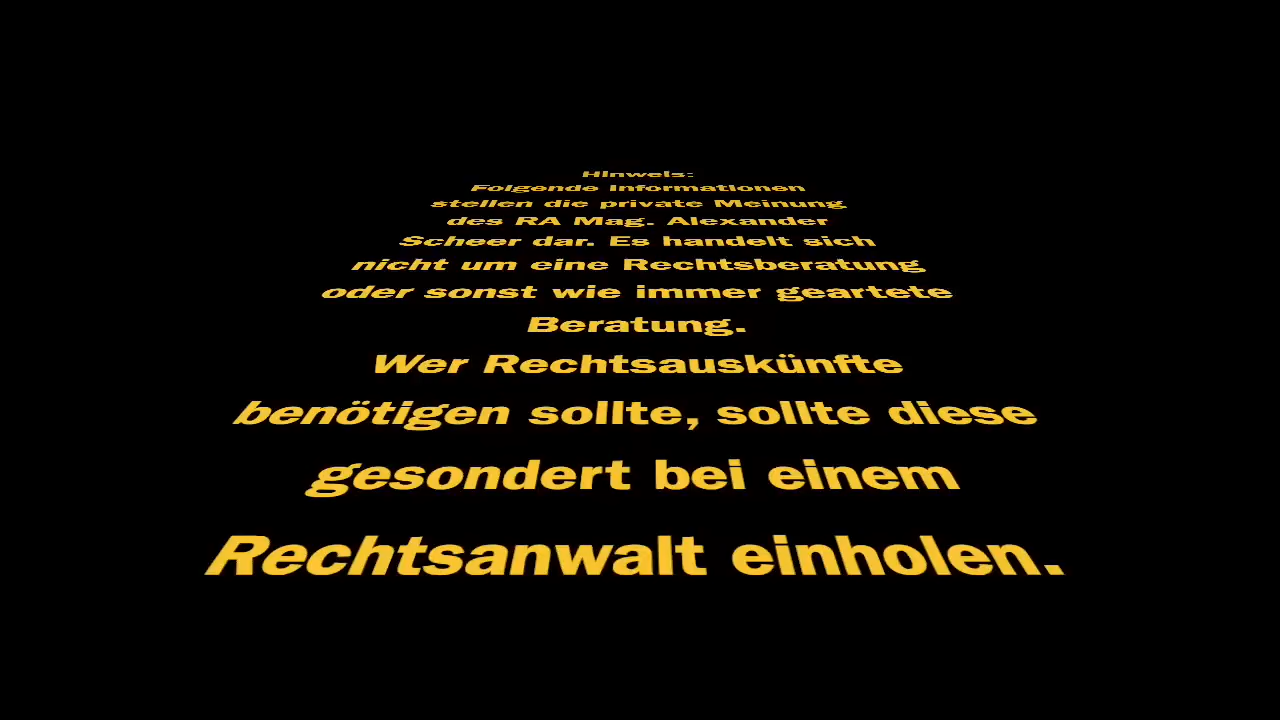 Hinweis:
Folgende Informationen
stellen die private Meinung
des RA Mag. Alexander
Scheer dar. Es handelt sich
nicht um eine Rechtsberatung
oder sonst wie immer geartete
Beratung.
Wer Rechtsauskünfte
benötigen sollte, sollte diese
gesondert bei einem
Rechtsanwalt einholen.